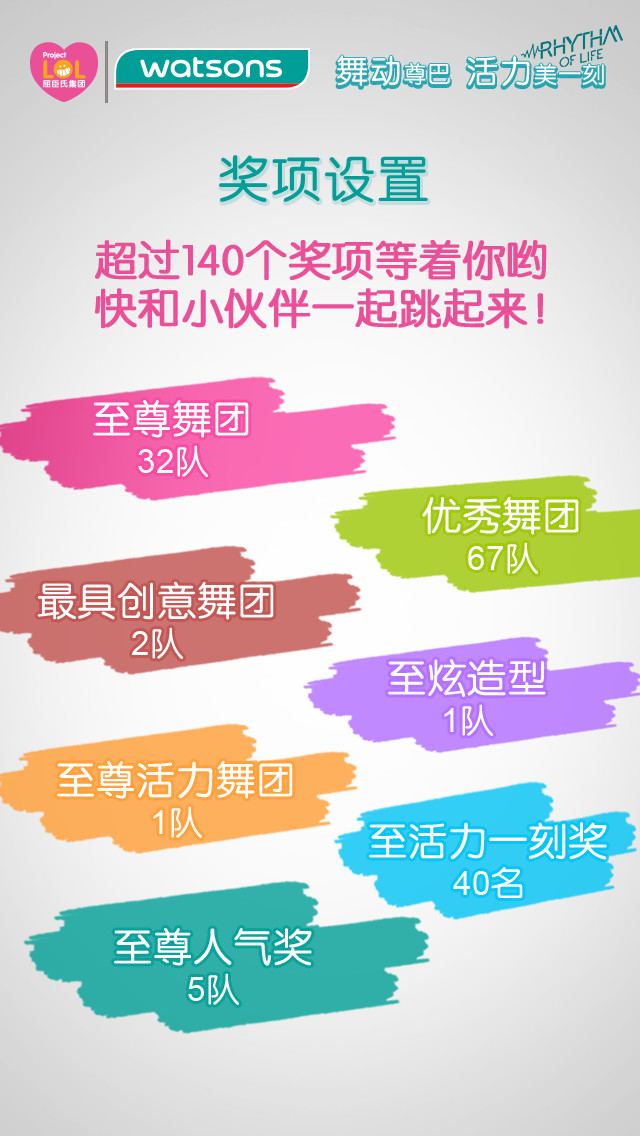 Project
LOL
屈臣氏集团
watsons
舞动尊巴 活力美一刻
RHYTHM
OF LIFE
奖项设置
超过140个奖项等着你哟
快和小伙伴一起跳起来！
至尊舞团
32队
优秀舞团
67队
最具创意舞团
2队
至炫造型
1队
至尊活力舞团
1队
至活力一刻奖
40名
至尊人气奖
5队